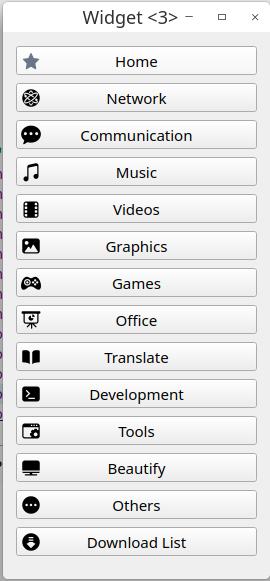 Widget <3>
Home
Network
Communication
Music
Videos
Graphics
Games
Office
Translate
Development
Tools
Beautify
Others
Download List